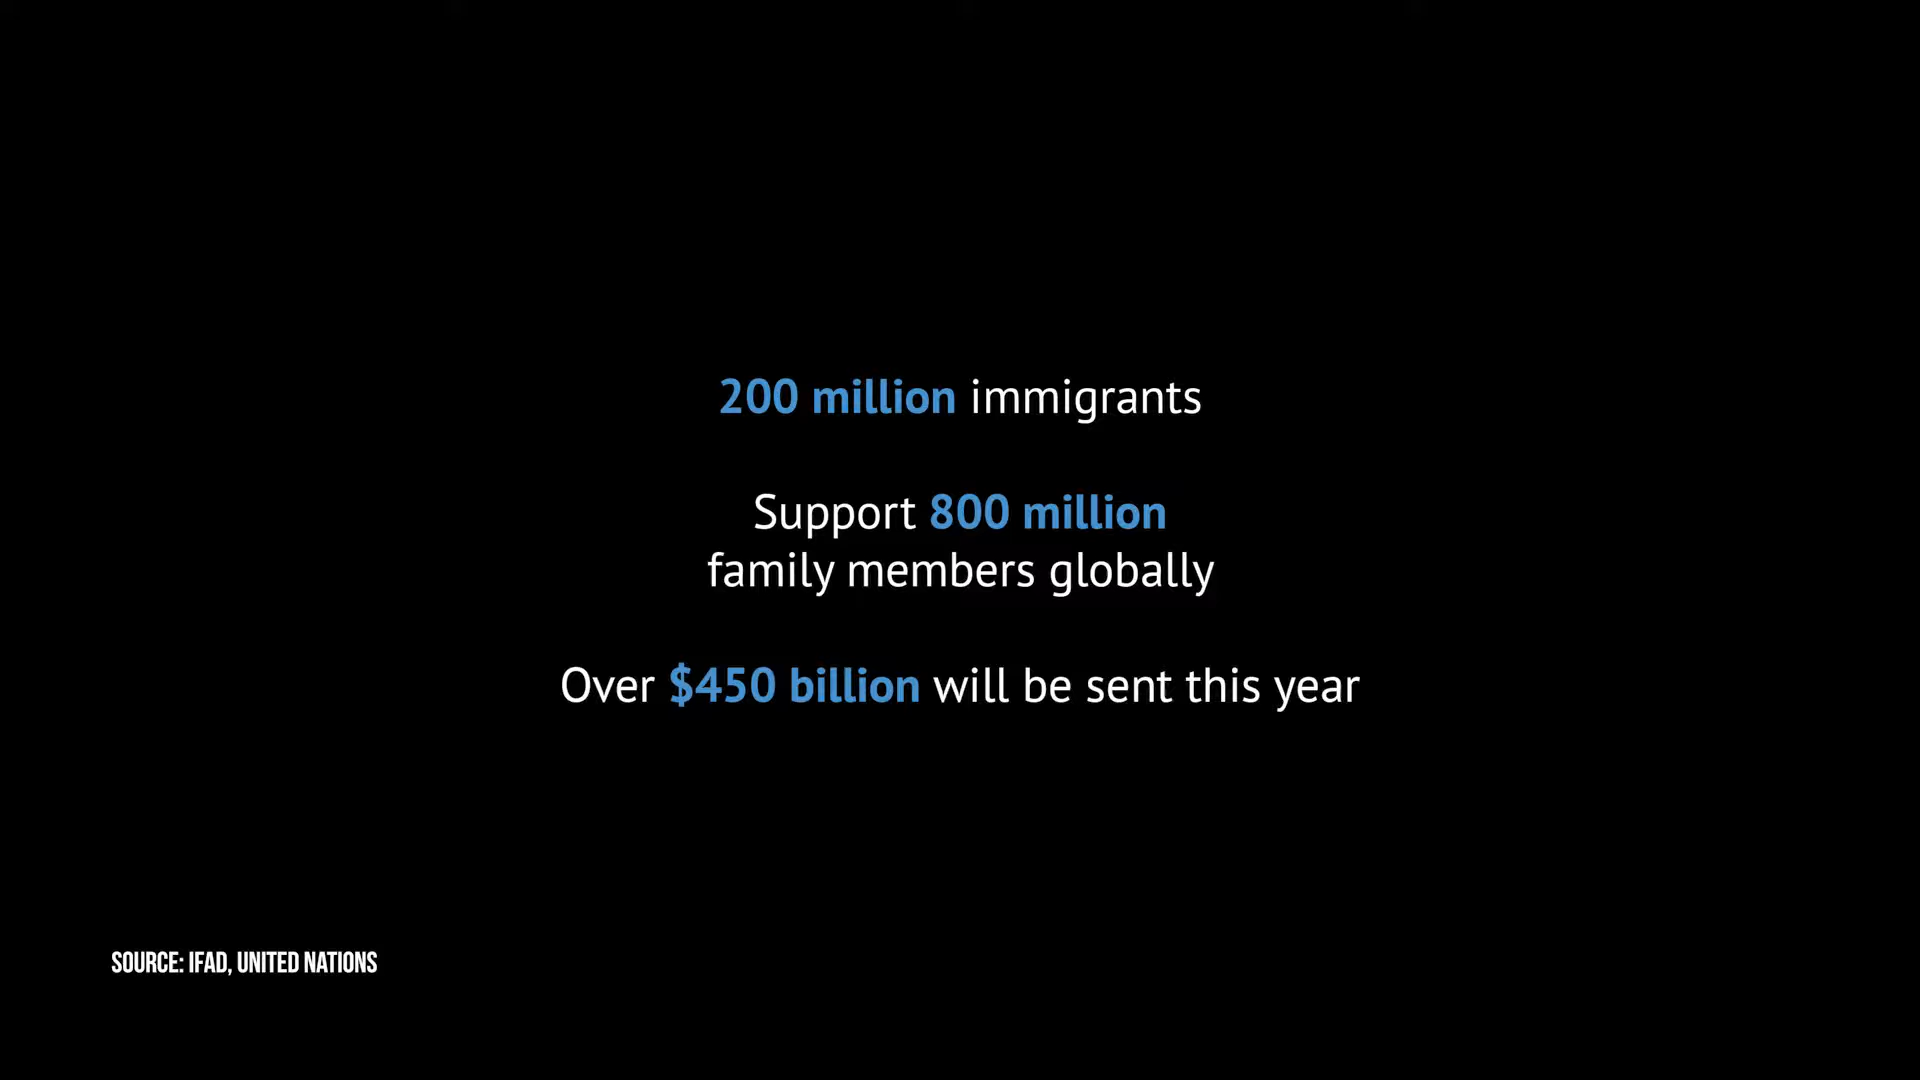 200 million immigrants
Support 800 million
family members globally
Over $450 billion will be sent this year
SOURCE: IFAD, UNITED NATIONS